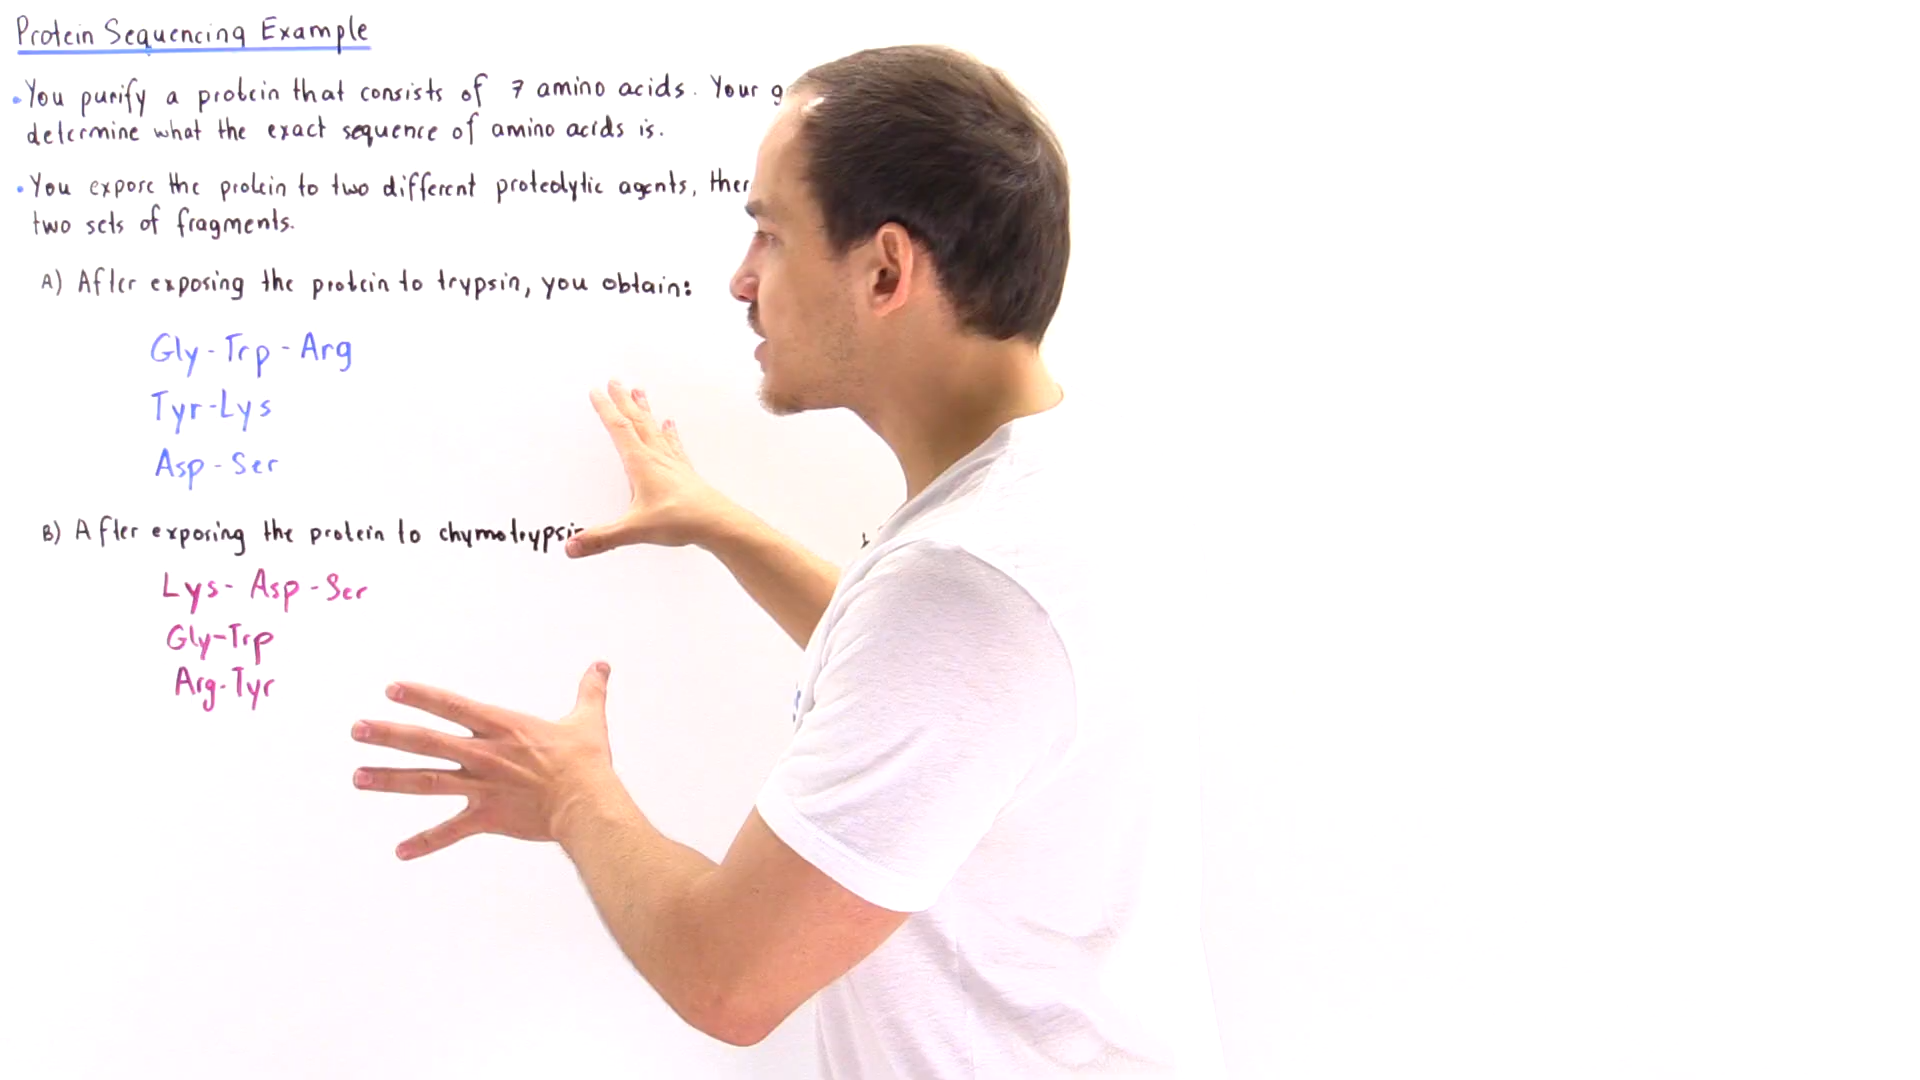 Protein Sequencing Example
• You purify a protein that consists of 7 amino acids. Your
determine what the exact sequence of amino acids is.
• You expose the protein to two different proteolytic agents,
two sets of fragments.
A) After exposing the protein to trypsin, you obtain:
Gly-Trp-Arg
Tyr-Lys
Asp-Ser
B) After exposing the protein to
Lys-Asp-Ser
Gly-Trp
Arg-Tyr